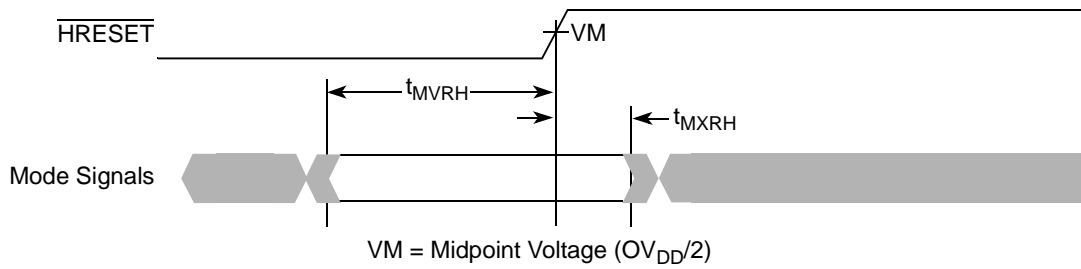 HRESET
VM
tMVRH
tMXRH
Mode Signals
VM = Midpoint Voltage (OVDD/2)